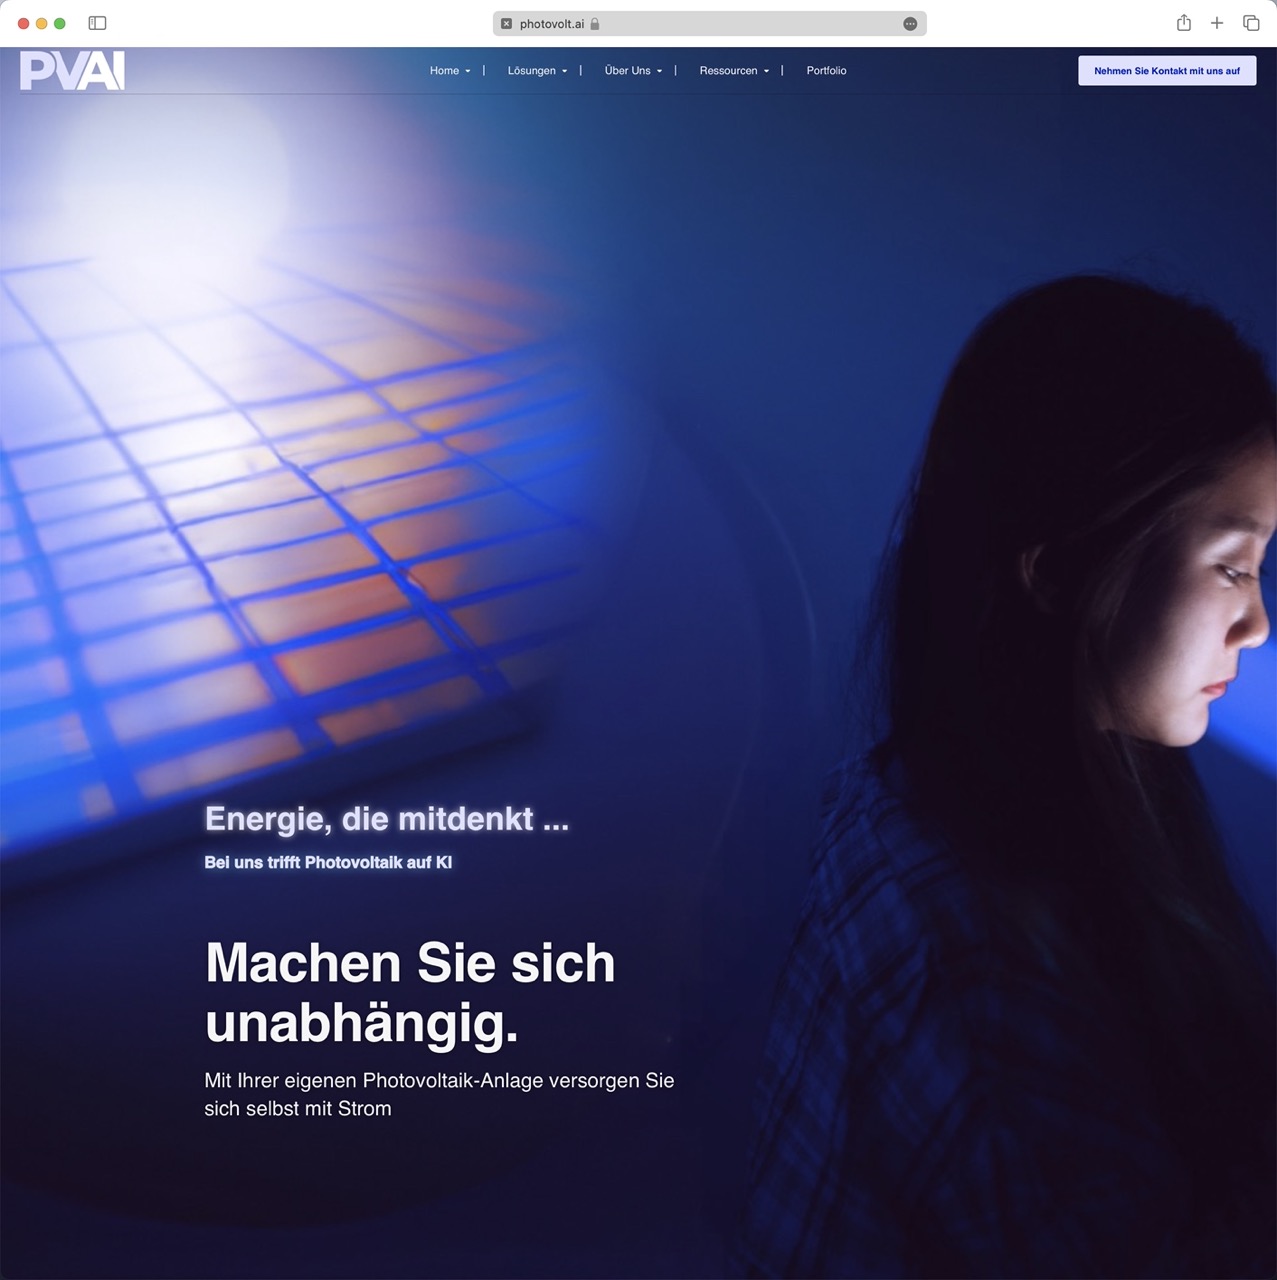 photovolt.ai
PVAI
Home | Lösungen | Über Uns | Ressourcen | Portfolio
Nehmen Sie Kontakt mit uns auf
Energie, die mitdenkt ...
Bei uns trifft Photovoltaik auf KI
Machen Sie sich
unabhängig.
Mit Ihrer eigenen Photovoltaik-Anlage versorgen Sie
sich selbst mit Strom